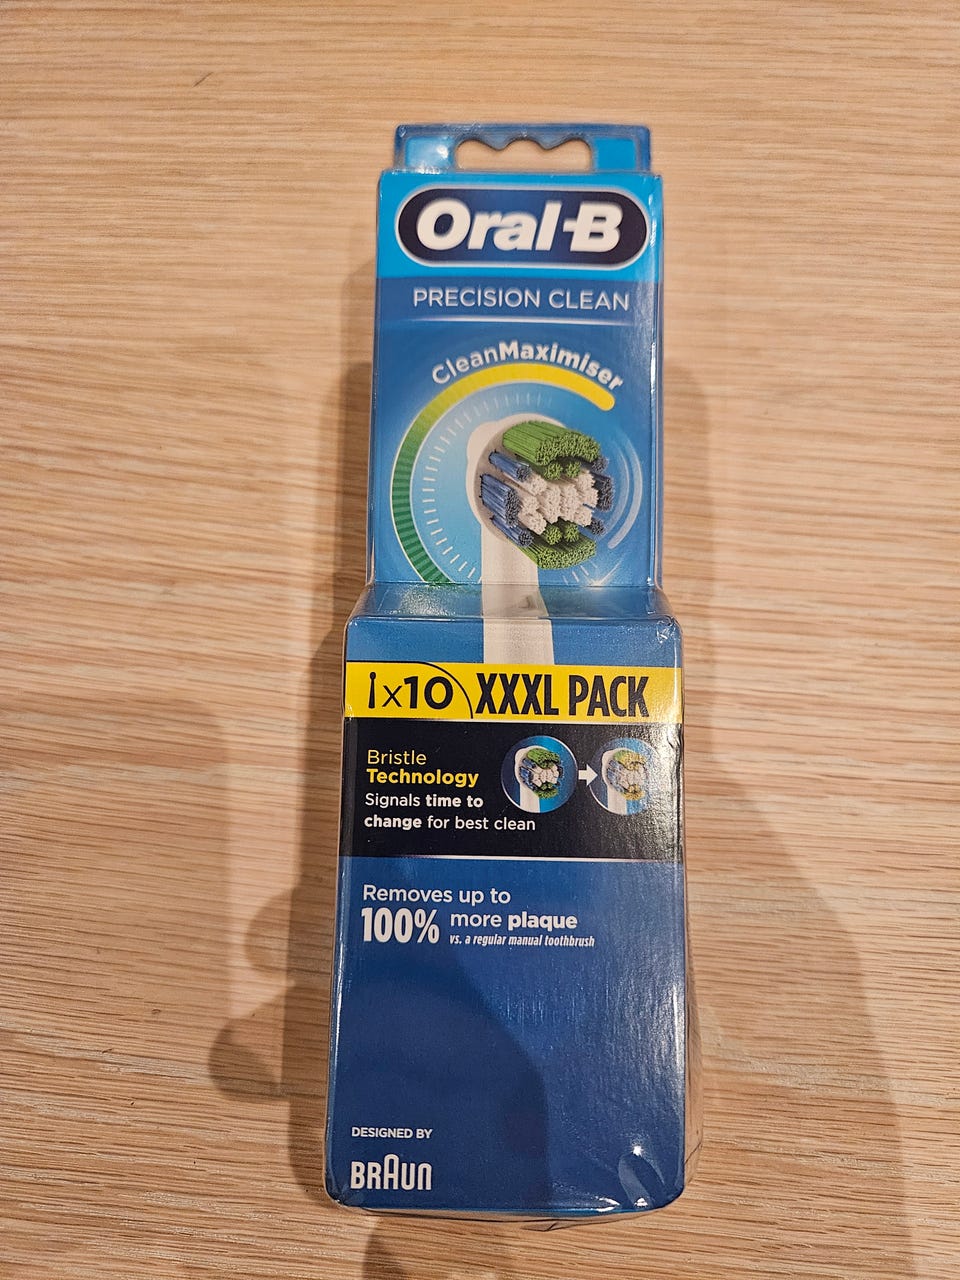 Oral-B
PRECISION CLEAN
CleanMaximiser
x10 XXXL PACK
Bristle
Technology
Signals time to
change for best clean
Removes up to
100% more plaque
vs. a regular manual toothbrush
DESIGNED BY
BRAUN